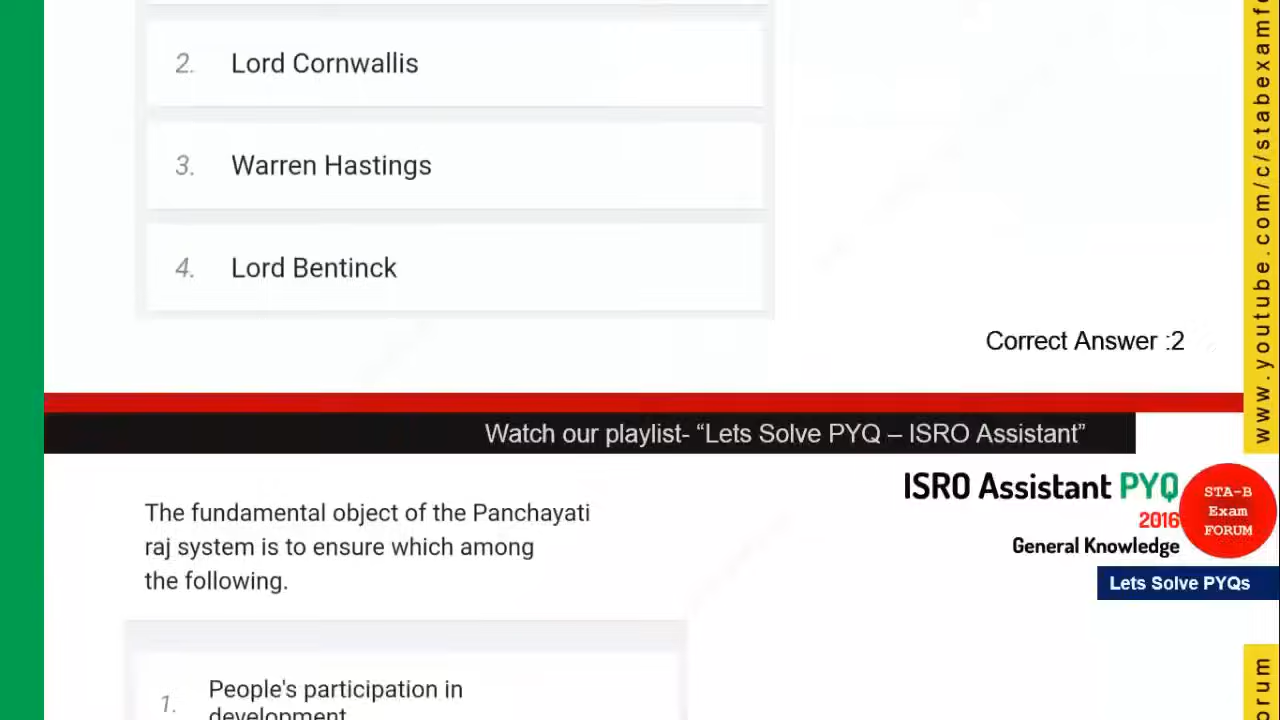 2. Lord Cornwallis
3. Warren Hastings
4. Lord Bentinck
Correct Answer :2
www.youtube.com/c/stabexamfo
Watch our playlist- “Lets Solve PYQ – ISRO Assistant”
ISRO Assistant PYQ
2016
General Knowledge
STA-B
Exam
FORUM
Lets Solve PYQs
The fundamental object of the Panchayati
raj system is to ensure which among
the following.
1. People's participation in
development
orum